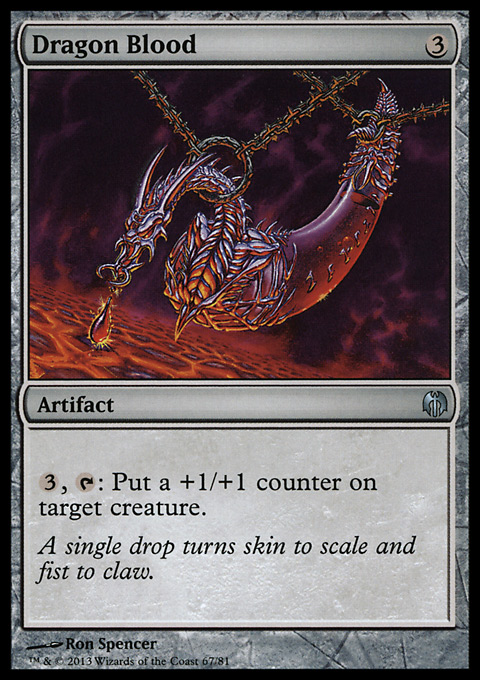 Dragon Blood 3
Artifact
3, : Put a +1/+1 counter on
target creature.
A single drop turns skin to scale and
fist to claw.
Ron Spencer
™ & © 2013 Wizards of the Coast 67/81